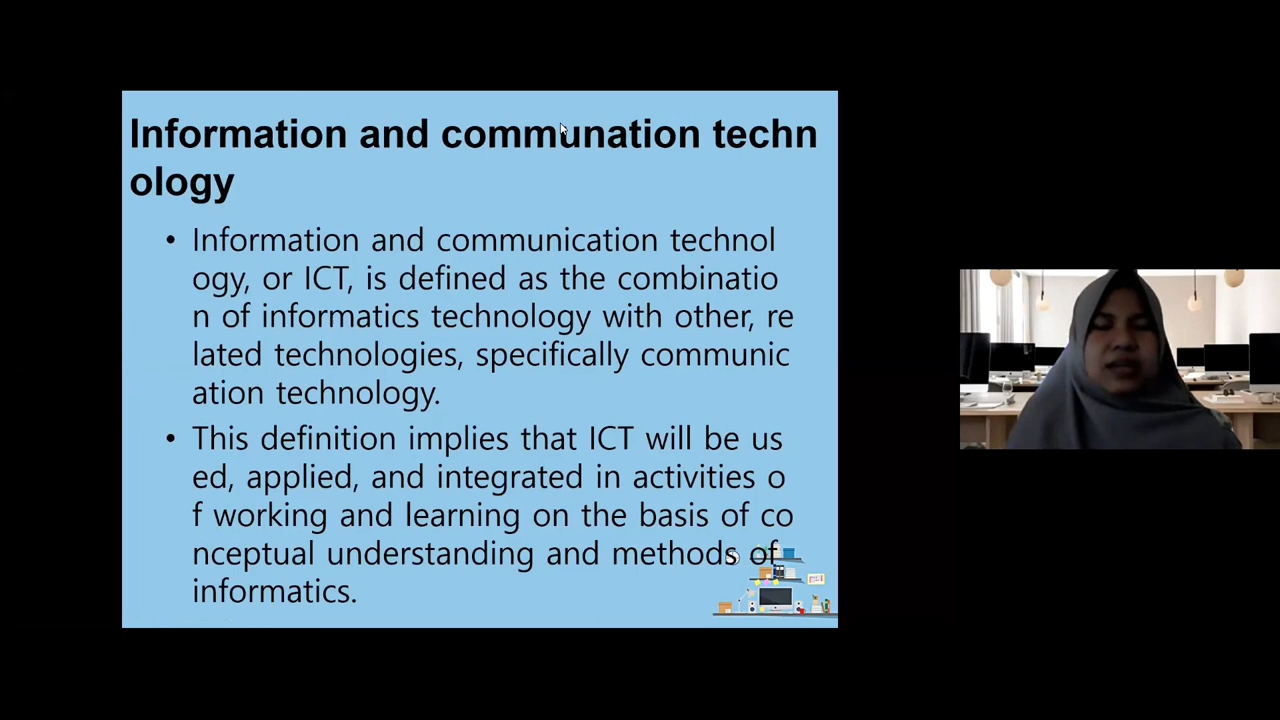 Information and communation techn
ology
• Information and communication technol
ogy, or ICT, is defined as the combinatio
n of informatics technology with other, re
lated technologies, specifically communic
ation technology.
• This definition implies that ICT will be us
ed, applied, and integrated in activities o
f working and learning on the basis of co
nceptual understanding and methods of
informatics.